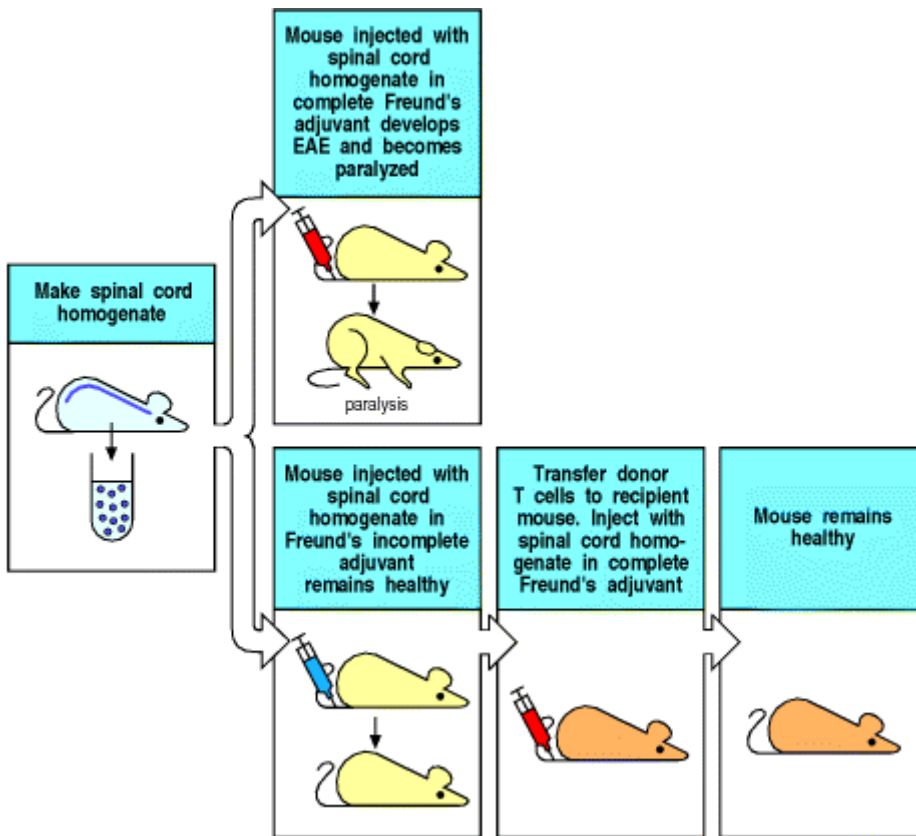 Make spinal cord
homogenate
Mouse injected with
spinal cord
homogenate in
complete Freund's
adjuvant develops
EAE and becomes
paralyzed
paralysis
Mouse injected with
spinal cord
homogenate in
Freund's incomplete
adjuvant
remains healthy
Transfer donor
T cells to recipient
mouse. Inject with
spinal cord homo-
genate in complete
Freund's adjuvant
Mouse remains
healthy